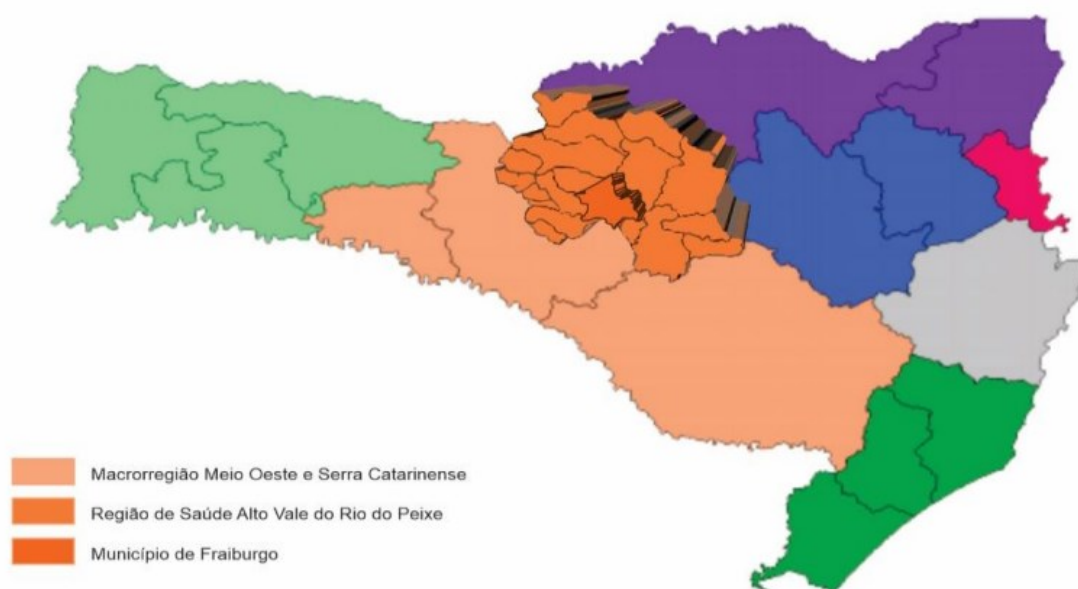 Macrorregião Meio Oeste e Serra Catarinense
Região de Saúde Alto Vale do Rio do Peixe
Município de Fraiburgo